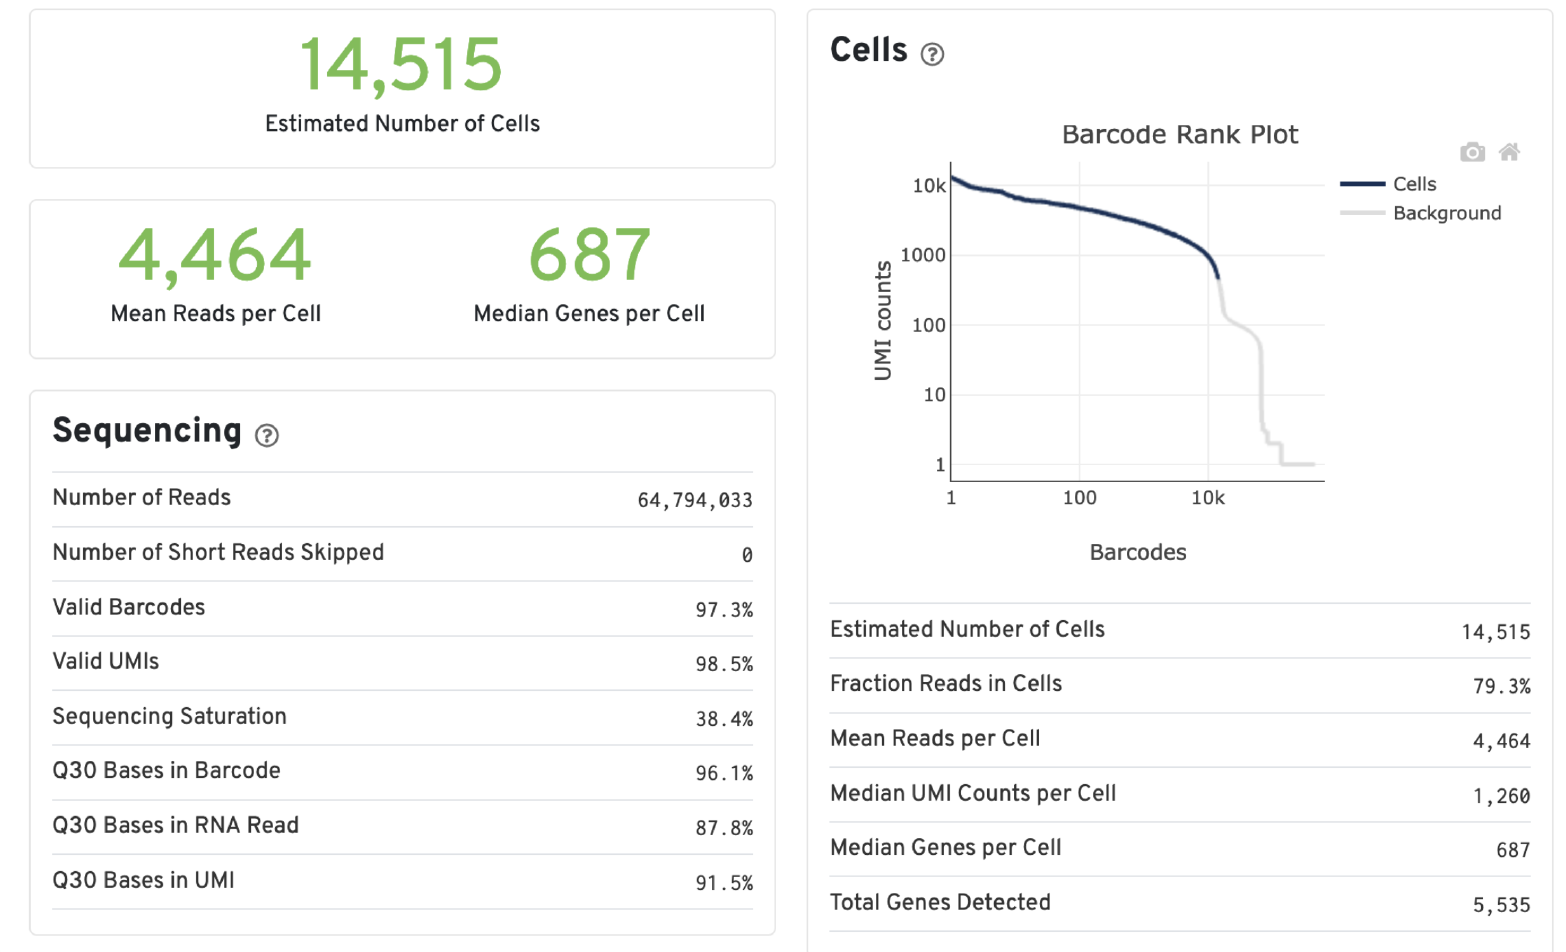 14,515
Estimated Number of Cells
4,464
Mean Reads per Cell
687
Median Genes per Cell
Sequencing ?
Number of Reads 64,794,033
Number of Short Reads Skipped 0
Valid Barcodes 97.3%
Valid UMIs 98.5%
Sequencing Saturation 38.4%
Q30 Bases in Barcode 96.1%
Q30 Bases in RNA Read 87.8%
Q30 Bases in UMI 91.5%
Cells ?
Barcode Rank Plot
Cells
Background
UMI counts
10k
1000
100
10
1
1 100 10k
Barcodes
Estimated Number of Cells 14,515
Fraction Reads in Cells 79.3%
Mean Reads per Cell 4,464
Median UMI Counts per Cell 1,260
Median Genes per Cell 687
Total Genes Detected 5,535